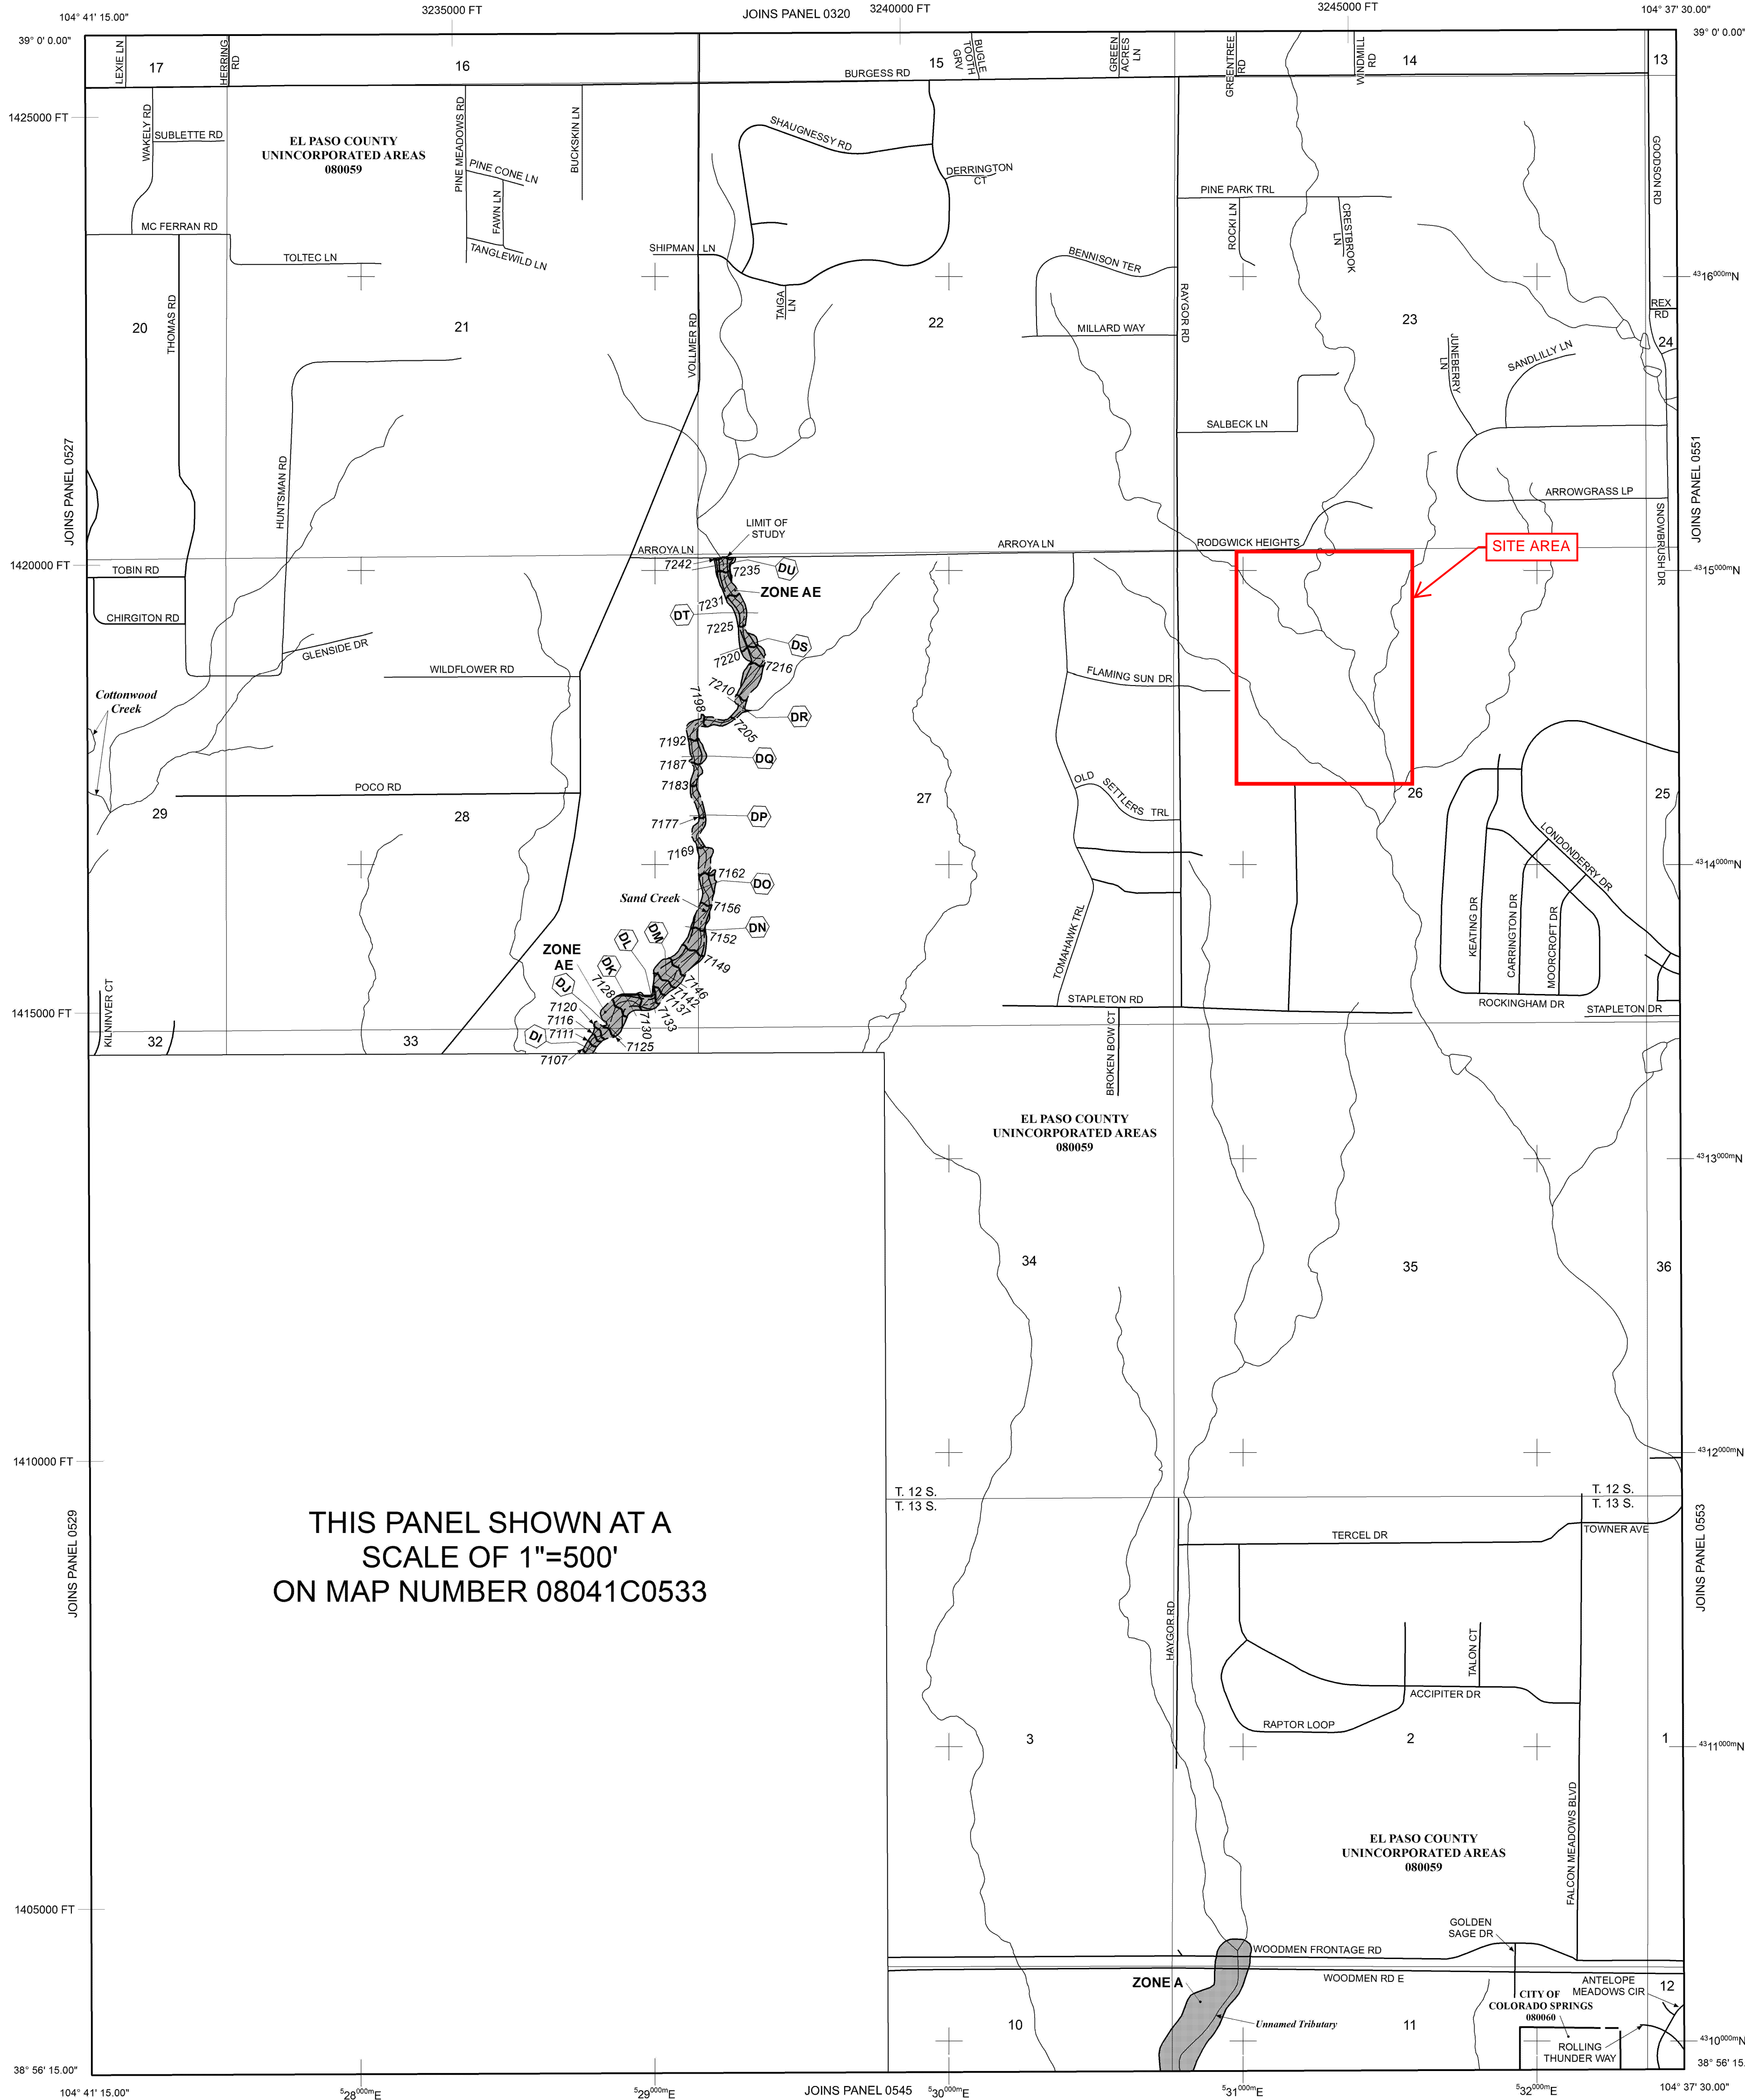 104° 41' 15.00"
3235000 FT
JOINS PANEL 0320
3240000 FT
3245000 FT
104° 37' 30.00"
39° 0' 0.00"
39° 0' 0.00"
LEXIE LN
17
HERRING
RD
16
15
BUGLE
TOOTH
GRV
GREEN
ACRES
LN
GREENTREE
RD
WINDMILL
RD
14
13
BURGESS RD
1425000 FT
WAKELY RD
SUBLETTE RD
EL PASO COUNTY
UNINCORPORATED AREAS
080059
PINE MEADOWS RD
PINE CONE LN
FAWN LN
TANGLEWILD LN
BUCKSKIN LN
SHAUGNESSY RD
DERRINGTON
CT
PINE PARK TRL
ROCKI LN
CRESTBROOK
LN
GOODSON RD
MC FERRAN RD
TOLTEC LN
SHIPMAN LN
TAIGA
LN
BENNISON TER
RAYGOR RD
MILLARD WAY
4316000mN
REX
RD
24
20
THOMAS RD
21
VOLLMER RD
22
23
JUNEBERRY
LN
SANDLILLY LN
SALBECK LN
HUNTSMAN RD
JOINS PANEL 0527
JOINS PANEL 0551
ARROWGRASS LP
SNOWBRUSH DR
LIMIT OF
STUDY
ARROYA LN
ARROYA LN
RODGWICK HEIGHTS
SITE AREA
1420000 FT
TOBIN RD
7242
7235
DU
4315000mN
ZONE AE
7231
DT
CHIRGITON RD
7225
GLENSIDE DR
DS
7220
7216
WILDFLOWER RD
FLAMING SUN DR
7210
Cottonwood
Creek
7198
DR
7205
7192
DQ
7187
7183
OLD SETTLERS TRL
POCO RD
29
28
27
26
25
7177
DP
LONDONDERRY DR
7169
4314000mN
7162
DO
Sand Creek
7156
DN
7152
TOMAHAWK TRL
KEATING DR
CARRINGTON DR
MOORCROFT DR
DM
DL
ZONE
AE
DK
7149
DJ
7128
7146
7142
7137
7133
7130
STAPLETON RD
ROCKINGHAM DR
STAPLETON DR
KILNINVER CT
1415000 FT
7120
7116
7111
DI
7125
7107
32
33
BROKEN BOW CT
EL PASO COUNTY
UNINCORPORATED AREAS
080059
4313000mN
34
35
36
4312000mN
1410000 FT
T. 12 S.
T. 13 S.
T. 12 S.
T. 13 S.
JOINS PANEL 0529
THIS PANEL SHOWN AT A
SCALE OF 1"=500'
ON MAP NUMBER 08041C0533
TERCEL DR
TOWNER AVE
JOINS PANEL 0553
HAYGOR RD
TALON CT
ACCIPITER DR
RAPTOR LOOP
3
2
1
4311000mN
FALCON MEADOWS BLVD
EL PASO COUNTY
UNINCORPORATED AREAS
080059
1405000 FT
GOLDEN
SAGE DR
WOODMEN FRONTAGE RD
WOODMEN RD E
ZONE A
ANTELOPE
MEADOWS CIR
12
CITY OF
COLORADO SPRINGS
080060
10
Unnamed Tributary
11
ROLLING
THUNDER WAY
4310000mN
38° 56' 15.00"
38° 56' 15.
104° 41' 15.00"
528000mE
529000mE
JOINS PANEL 0545
530000mE
531000mE
532000mE
104° 37' 30.00"